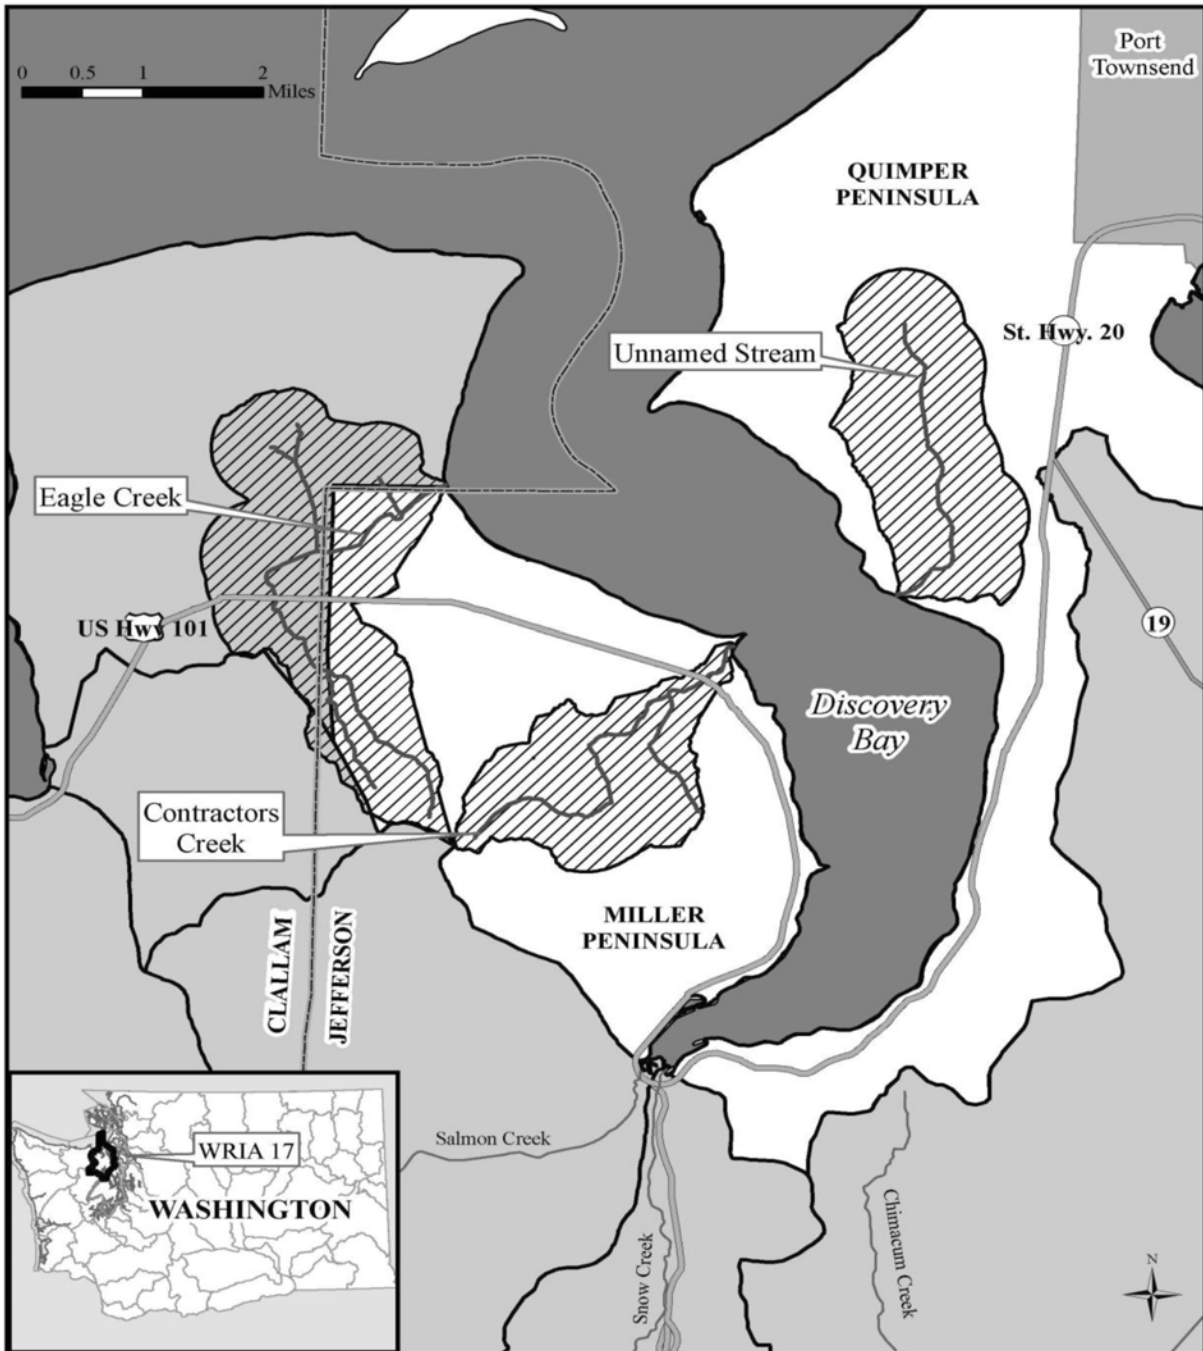 0 0.5 1 2
Miles
Port
Townsend
QUIMPER
PENINSULA
St. Hwy. 20
Unnamed Stream
Eagle Creek
US Hwy 101
19
Discovery
Bay
Contractors
Creek
MILLER
PENINSULA
CLALLAM
JEFFERSON
Salmon Creek
Snow Creek
Chimacum Creek
WRIA 17
WASHINGTON
N